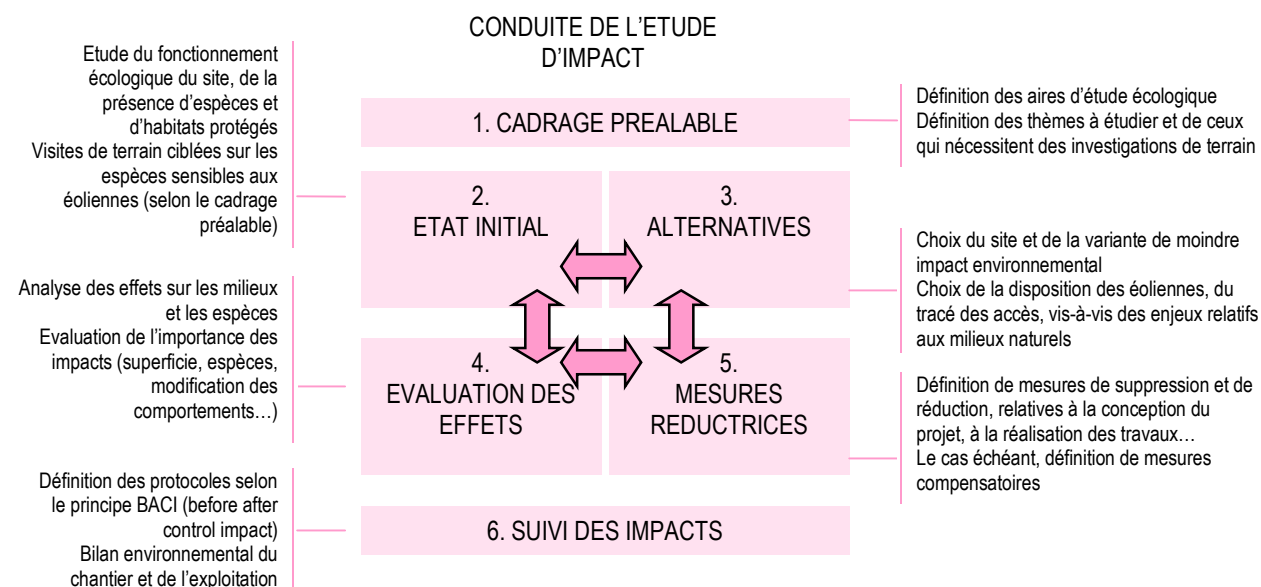 CONDUITE DE L'ETUDE
D'IMPACT
Etude du fonctionnement
écologique du site, de la
présence d'espèces et
d'habitats protégés
Visites de terrain ciblées sur les
espèces sensibles aux
éoliennes (selon le cadrage
préalable)
1. CADRAGE PREALABLE
Définition des aires d'étude écologique
Définition des thèmes à étudier et de ceux
qui nécessitent des investigations de terrain
2.
ETAT INITIAL
3.
ALTERNATIVES
Choix du site et de la variante de moindre
impact environnemental
Choix de la disposition des éoliennes, du
tracé des accès, vis-à-vis des enjeux relatifs
aux milieux naturels
Analyse des effets sur les milieux
et les espèces
Evaluation de l'importance des
impacts (superficie, espèces,
modification des
comportements…)
4.
EVALUATION DES
EFFETS
5.
MESURES
REDUCTRICES
Définition de mesures de suppression et de
réduction, relatives à la conception du
projet, à la réalisation des travaux…
Le cas échéant, définition de mesures
compensatoires
Définition des protocoles selon
le principe BACI (before after
control impact)
Bilan environnemental du
chantier et de l'exploitation
6. SUIVI DES IMPACTS